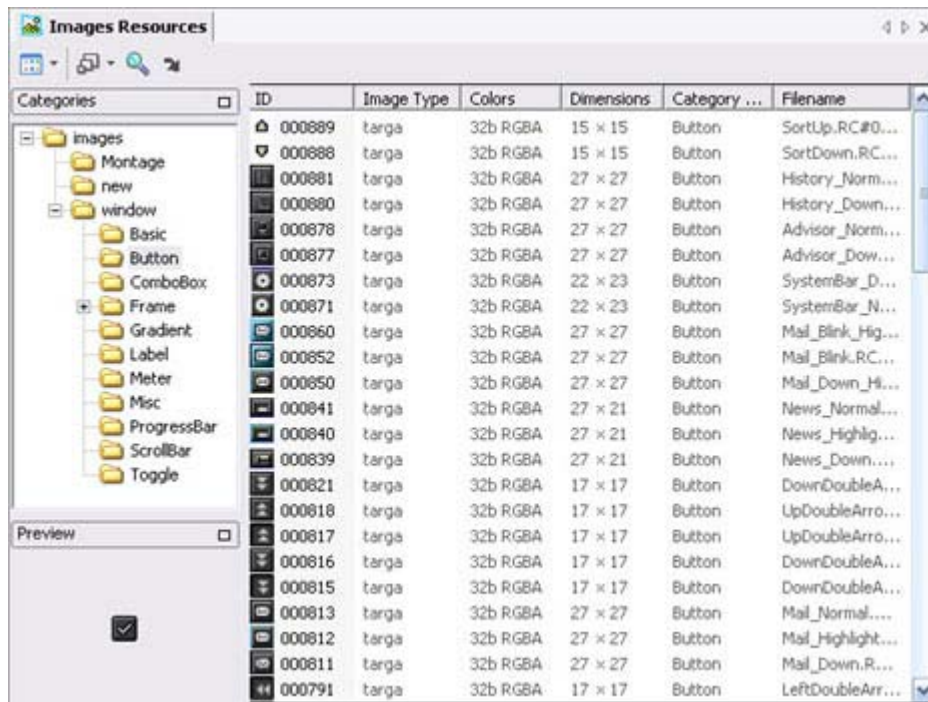 Images Resources
Categories
images
Montage
new
window
Basic
Button
ComboBox
Frame
Gradient
Label
Meter
Misc
ProgressBar
ScrollBar
Toggle
Preview
ID Image Type Colors Dimensions Category ... Filename
000889 targa 32b RGBA 15 × 15 Button SortUp.RC#0...
000888 targa 32b RGBA 15 × 15 Button SortDown.RC...
000881 targa 32b RGBA 27 × 27 Button History_Norm...
000880 targa 32b RGBA 27 × 27 Button History_Down...
000878 targa 32b RGBA 27 × 27 Button Advisor_Norm...
000877 targa 32b RGBA 27 × 27 Button Advisor_Dow...
000873 targa 32b RGBA 22 × 23 Button SystemBar_D...
000871 targa 32b RGBA 22 × 23 Button SystemBar_N...
000860 targa 32b RGBA 27 × 27 Button Mail_Blink_Hig...
000852 targa 32b RGBA 27 × 27 Button Mail_Blink.RC...
000850 targa 32b RGBA 27 × 27 Button Mail_Down_Hi...
000841 targa 32b RGBA 27 × 21 Button News_Normal...
000840 targa 32b RGBA 27 × 21 Button News_Highlig...
000839 targa 32b RGBA 27 × 21 Button News_Down....
000821 targa 32b RGBA 17 × 17 Button DownDoubleA...
000818 targa 32b RGBA 17 × 17 Button UpDoubleArro...
000817 targa 32b RGBA 17 × 17 Button UpDoubleArro...
000816 targa 32b RGBA 17 × 17 Button DownDoubleA...
000815 targa 32b RGBA 17 × 17 Button DownDoubleA...
000813 targa 32b RGBA 27 × 27 Button Mail_Normal....
000812 targa 32b RGBA 27 × 27 Button Mail_Highlight...
000811 targa 32b RGBA 27 × 27 Button Mail_Down.R...
000791 targa 32b RGBA 17 × 17 Button LeftDoubleArr...